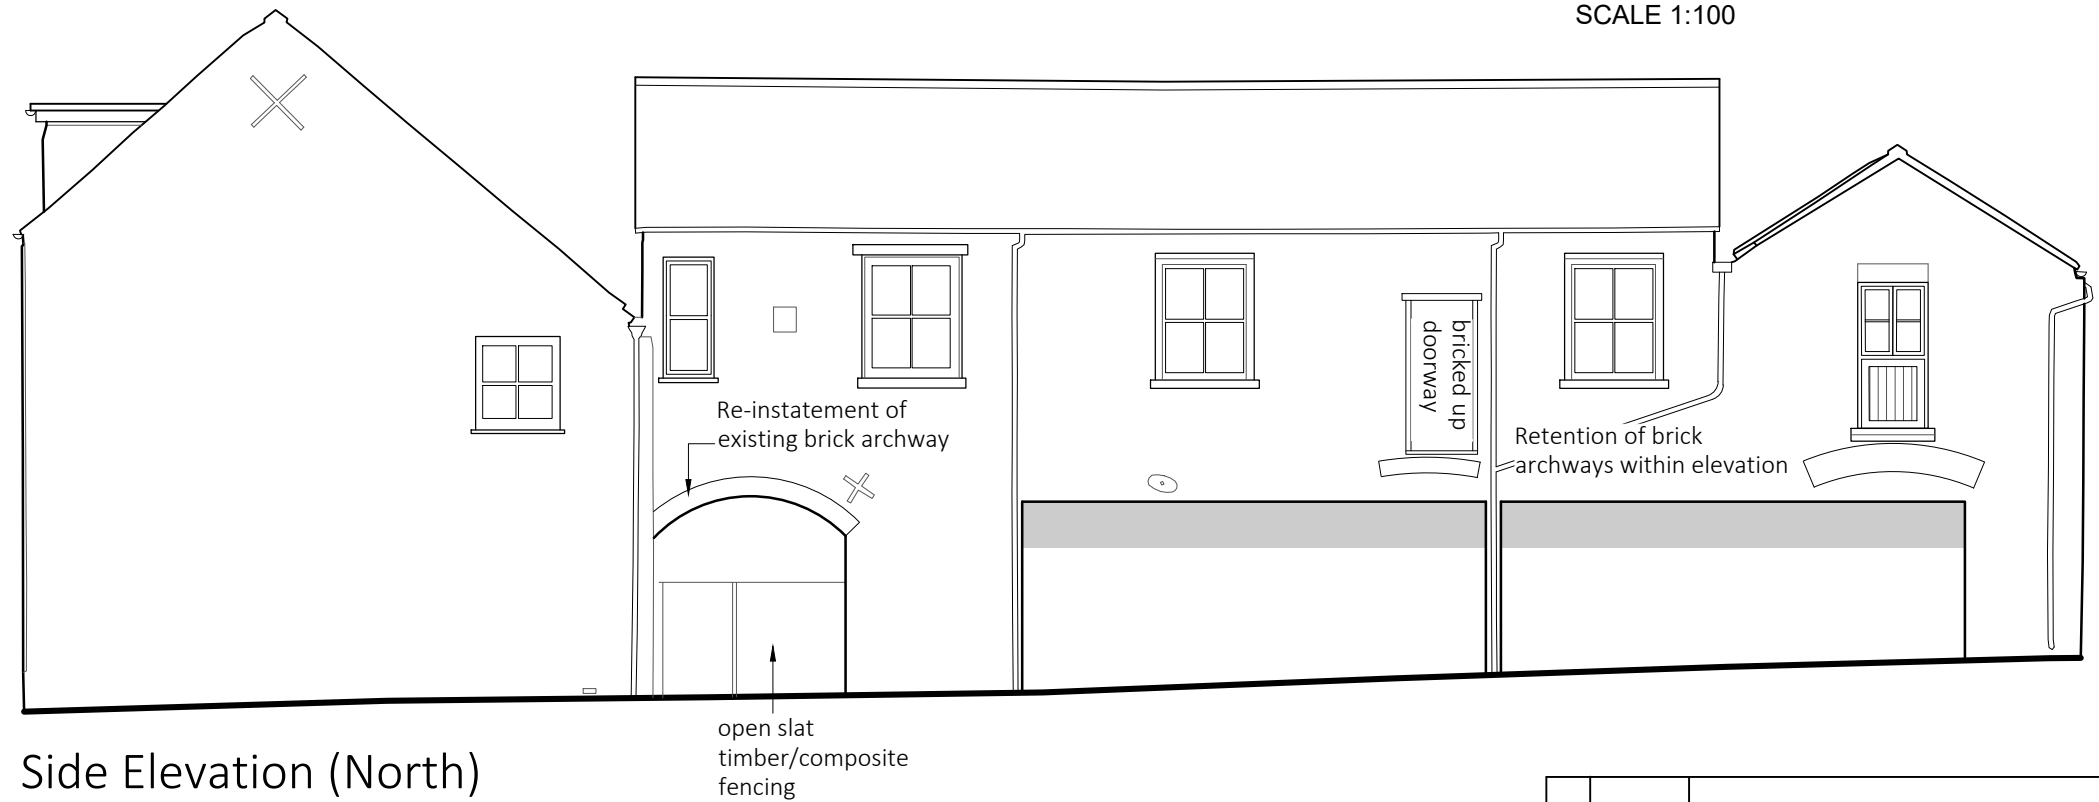 SCALE 1:100
bricked up
doorway
Re-instatement of
existing brick archway
Retention of brick
archways within elevation
open slat
timber/composite
fencing
Side Elevation (North)